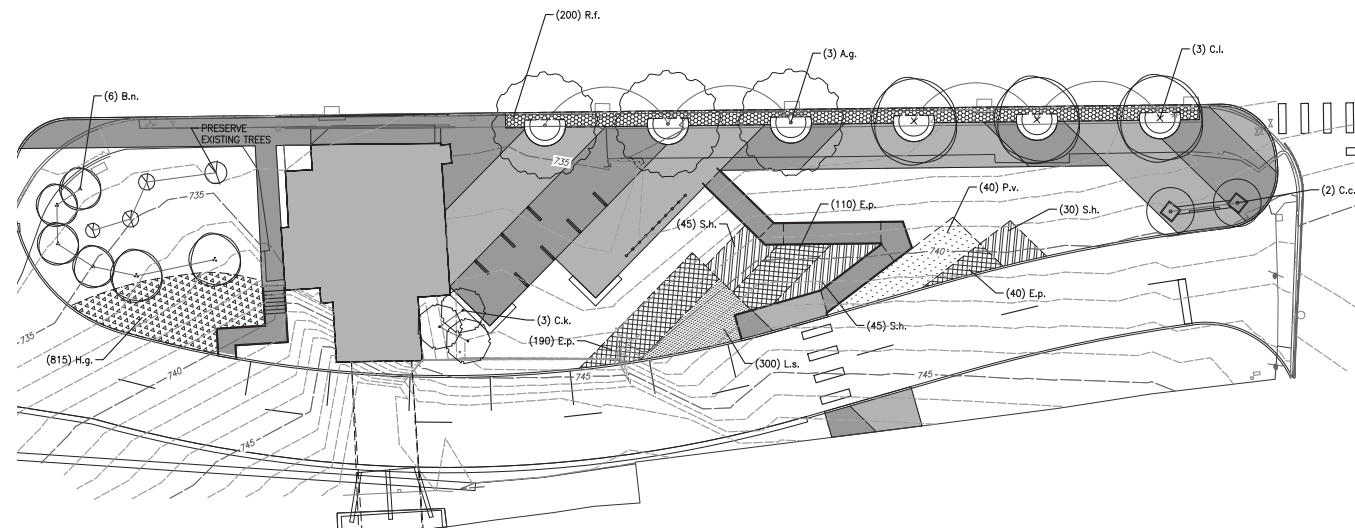 (200) R.f.
(3) A.g.
(3) C.l.
(6) B.n.
PRESERVE
EXISTING TREES
735
735
(40) P.v.
(30) S.h.
(2) C.c.
(110) E.p.
(45) S.h.
740
(40) E.p.
(3) C.k.
(45) S.h.
735
(190) E.p.
(815) H.g.
(300) L.s.
740
745
745
745